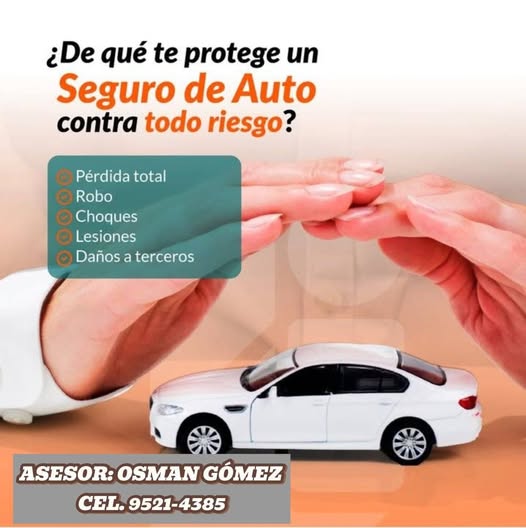 ¿De qué te protege un
Seguro de Auto
contra todo riesgo?
Pérdida total
Robo
Choques
Lesiones
Daños a terceros
ASESOR: OSMAN GÓMEZ
CEL. 9521-4385